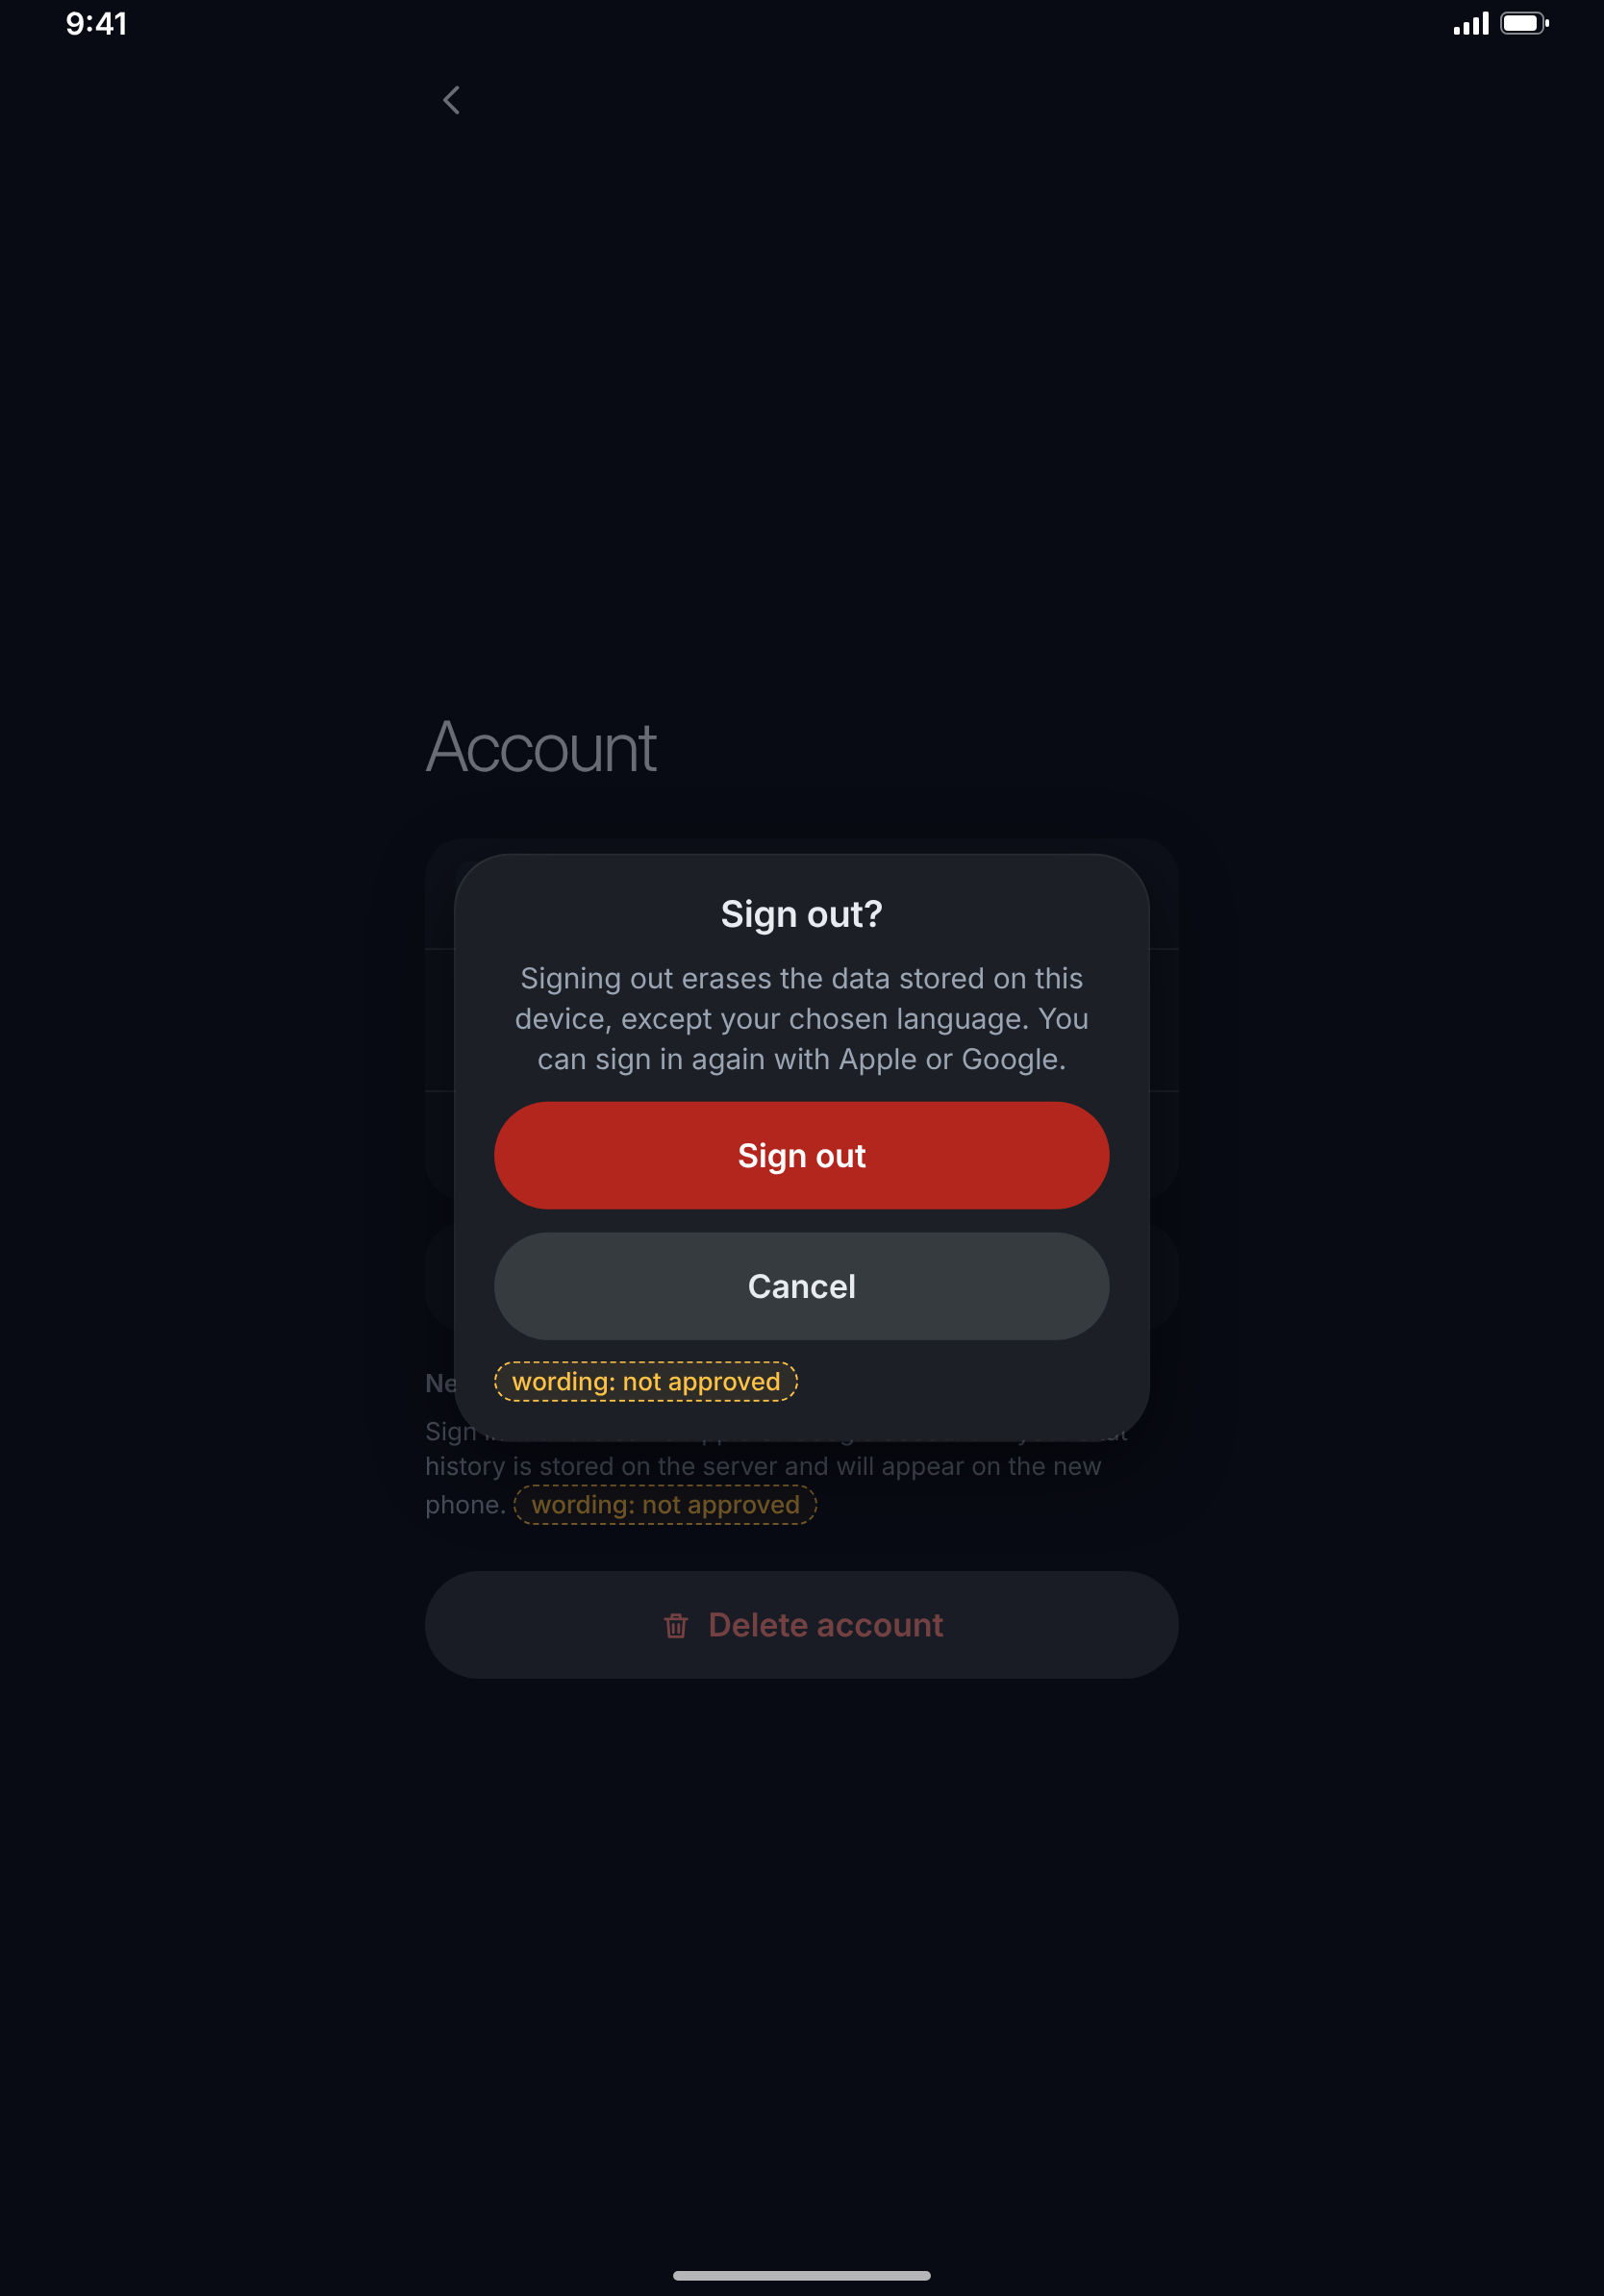 9:41
Account
Sign out?
Signing out erases the data stored on this
device, except your chosen language. You
can sign in again with Apple or Google.
Sign out
Cancel
wording: not approved
Sign
history is stored on the server and will appear on the new
phone. wording: not approved
Delete account